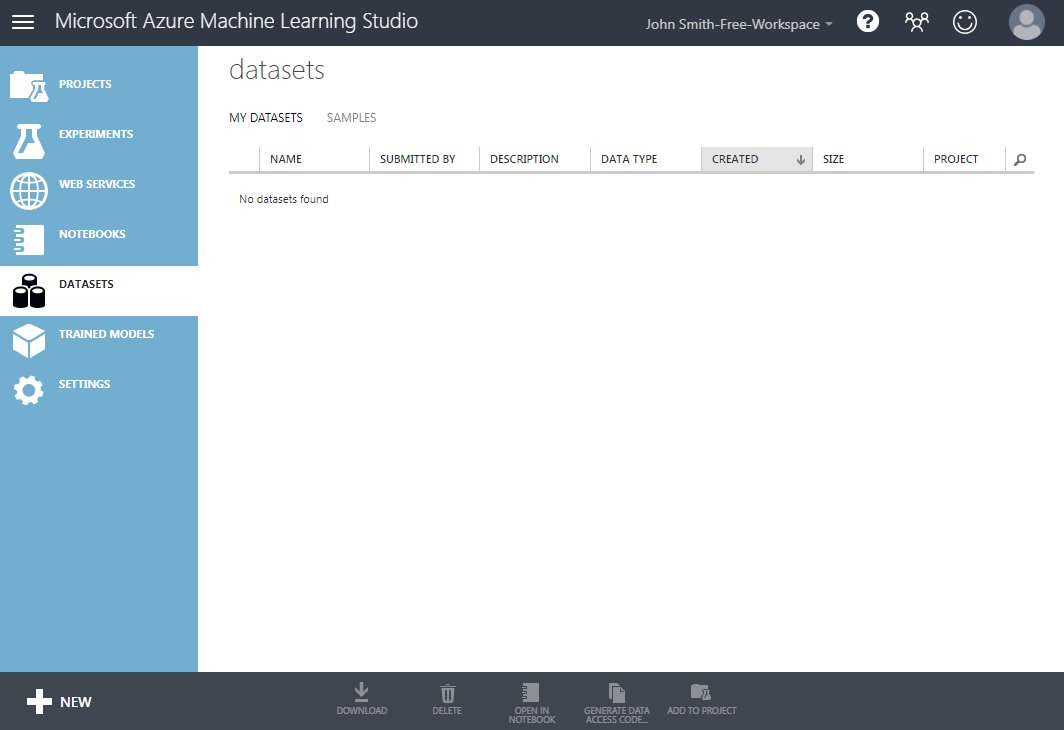 Microsoft Azure Machine Learning Studio
John Smith-Free-Workspace
?
PROJECTS
EXPERIMENTS
WEB SERVICES
NOTEBOOKS
DATASETS
TRAINED MODELS
SETTINGS
datasets
MY DATASETS SAMPLES
NAME SUBMITTED BY DESCRIPTION DATA TYPE CREATED SIZE PROJECT
No datasets found
NEW
DOWNLOAD
DELETE
OPEN IN
NOTEBOOK
GENERATE DATA
ACCESS CODE...
ADD TO PROJECT